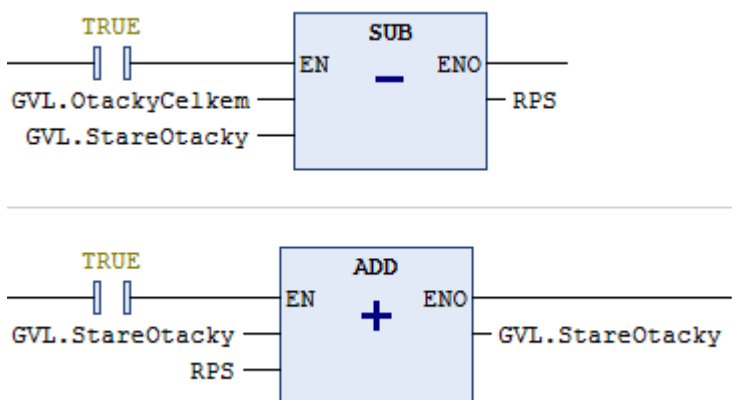 TRUE
SUB
EN ENO
GVL.OtackyCelkem RPS
GVL.StareOtacky
TRUE
ADD
EN ENO
GVL.StareOtacky GVL.StareOtacky
RPS